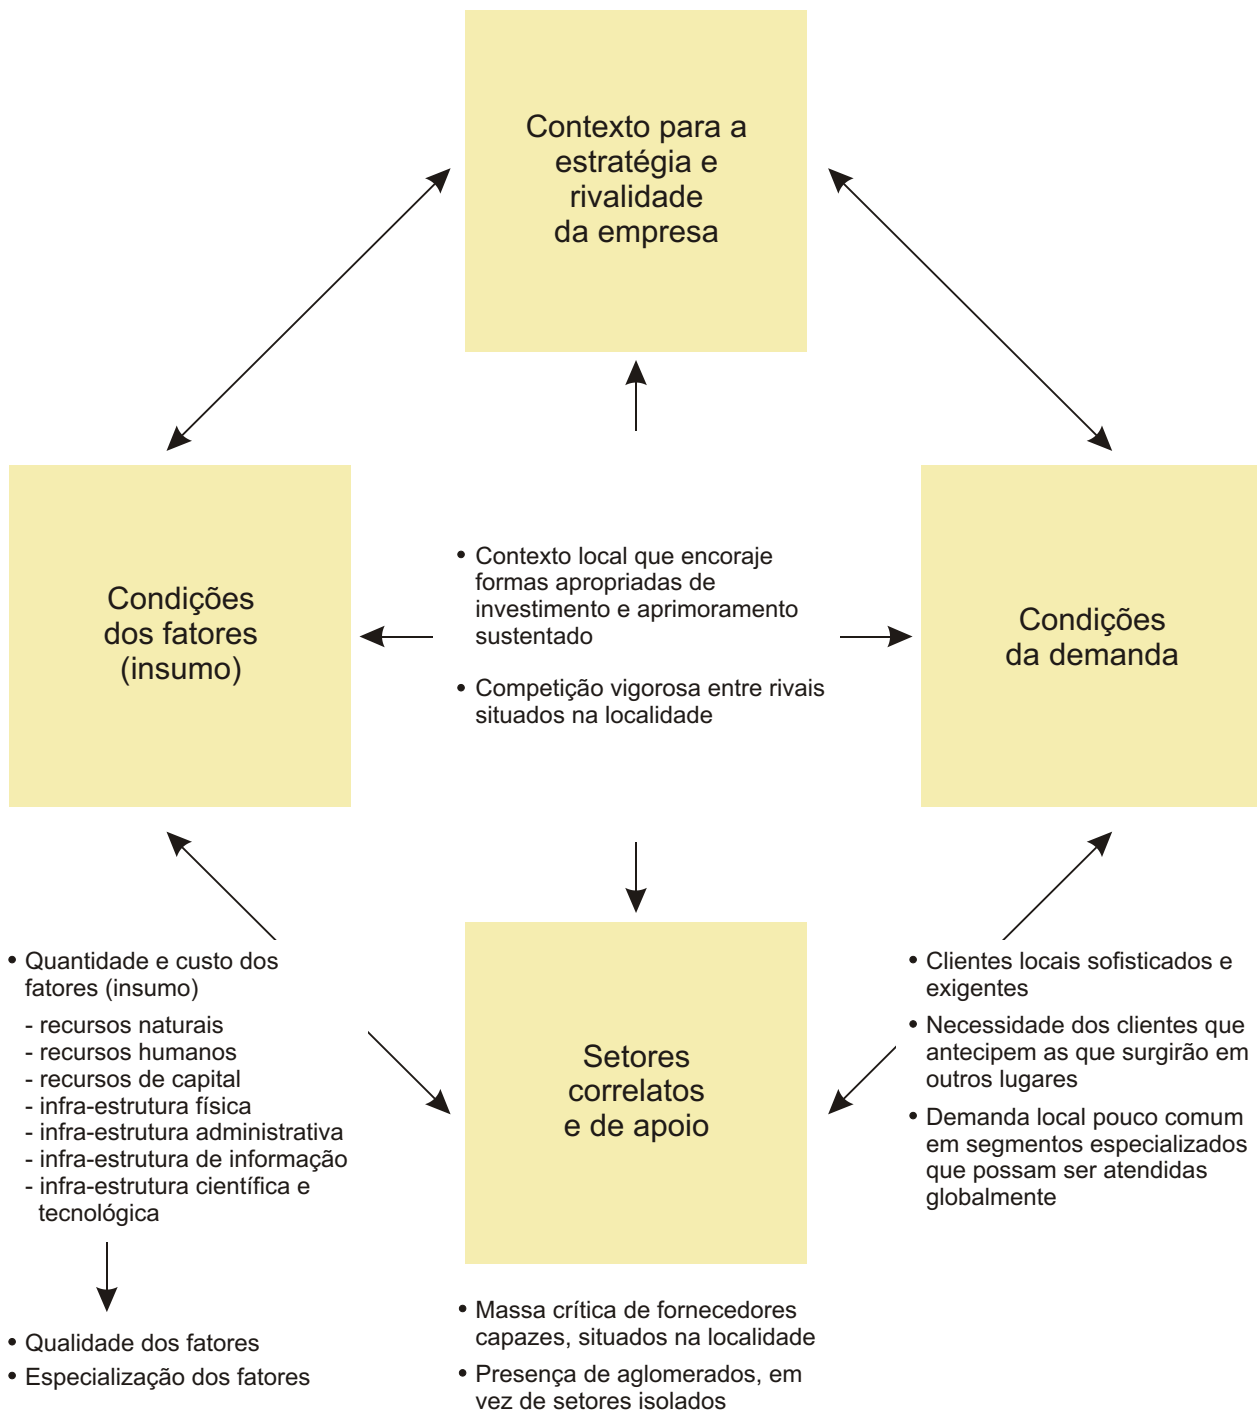 Contexto para a
estratégia e
rivalidade
da empresa
Condições
dos fatores
(insumo)
• Contexto local que encoraje
formas apropriadas de
investimento e aprimoramento
sustentado
• Competição vigorosa entre rivais
situados na localidade
Condições
da demanda
• Quantidade e custo dos
fatores (insumo)
- recursos naturais
- recursos humanos
- recursos de capital
- infra-estrutura física
- infra-estrutura administrativa
- infra-estrutura de informação
- infra-estrutura científica e
tecnológica
• Qualidade dos fatores
• Especialização dos fatores
Setores
correlatos
e de apoio
• Massa crítica de fornecedores
capazes, situados na localidade
• Presença de aglomerados, em
vez de setores isolados
• Clientes locais sofisticados e
exigentes
• Necessidade dos clientes que
antecipem as que surgirão em
outros lugares
• Demanda local pouco comum
em segmentos especializados
que possam ser atendidas
globalmente